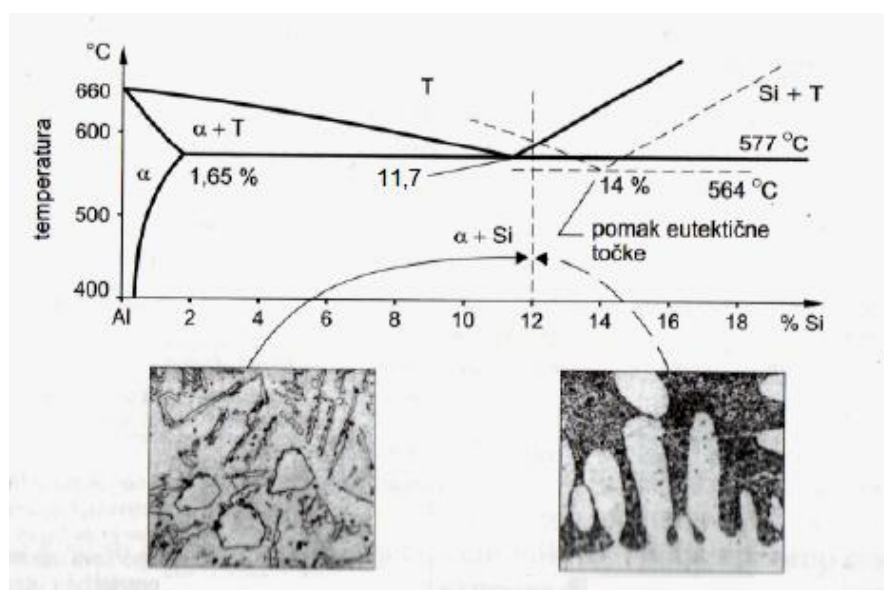 °C
660
600
500
400
temperatura
T
α + T
α
1,65 %
11,7
Si + T
577 °C
14 %
564 °C
α + Si
pomak eutektične
točke
Al 2 4 6 8 10 12 14 16 18 % Si